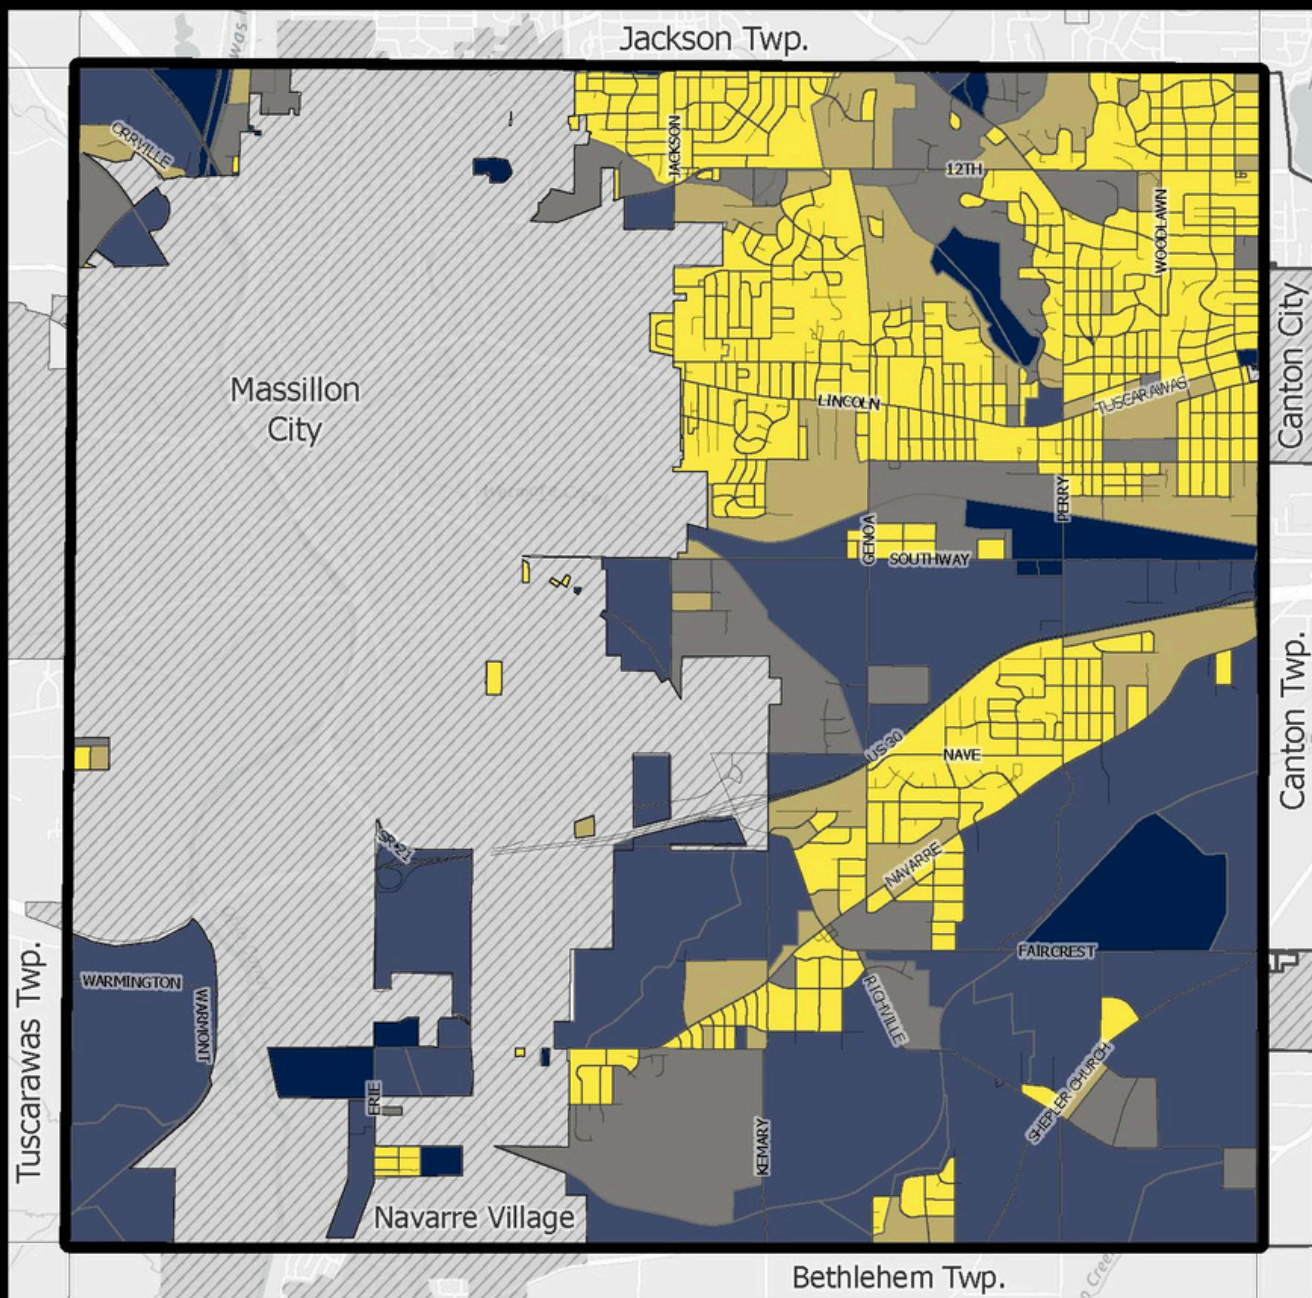 Jackson Twp.
ORRVILLE
JACKSON
12TH
WOODLAWN
Canton City
Massillon
City
LINCOLN
TUSCARAWAS
PERRY
GENOA
SOUTHWAY
Canton Twp.
US 30
NAVE
SR 21
NAVARRE
Tuscarawas Twp.
WARMINGTON
WARMONT
FAIRCREST
RICHVILLE
ERIE
SHEPLER CHURCH
KEMARY
Navarre Village
Bethlehem Twp.